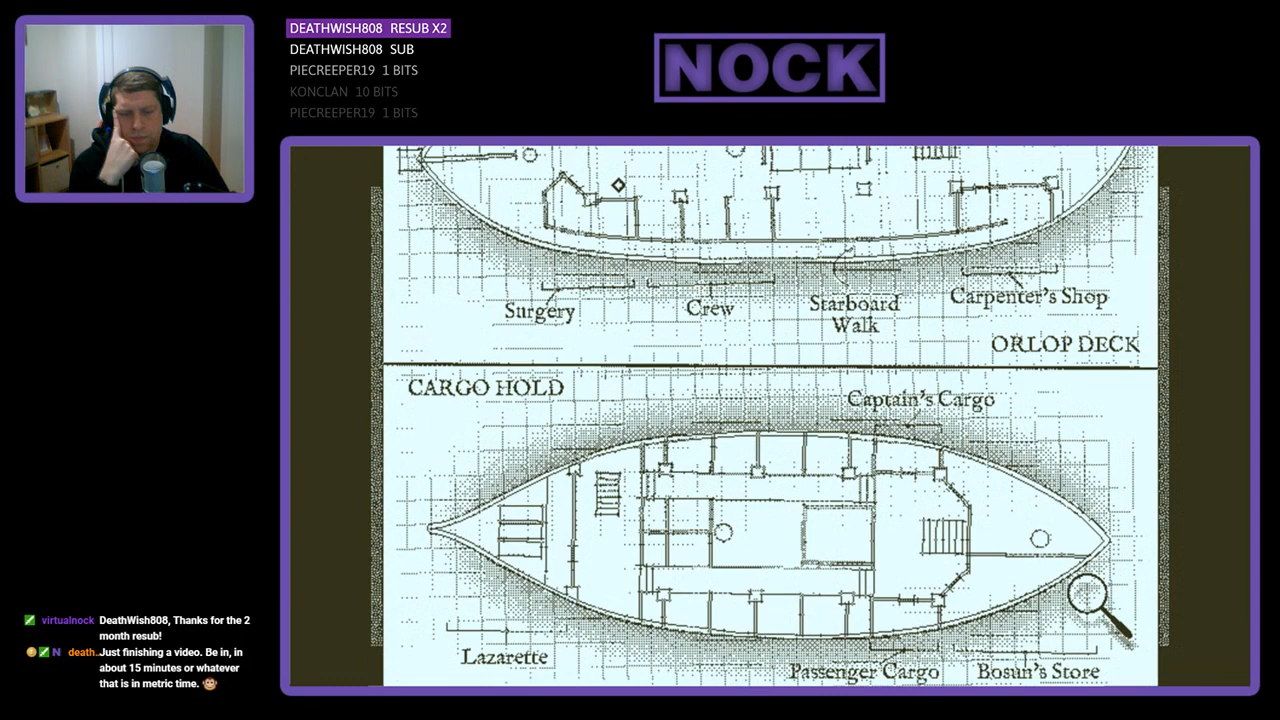 DEATHWISH808 RESUB X2
DEATHWISH808 SUB
PIECREEPER19 1 BITS
KONCLAN 10 BITS
PIECREEPER19 1 BITS
NOCK
Surgery
Crew
Starboard
Walk
Carpenter's Shop
ORLOP DECK
CARGO HOLD
Captain's Cargo
Lazarette
Passenger Cargo
Bosun's Store
virtualnock DeathWish808, Thanks for the 2
month resub!
N death.. Just finishing a video. Be in, in
about 15 minutes or whatever
that is in metric time.